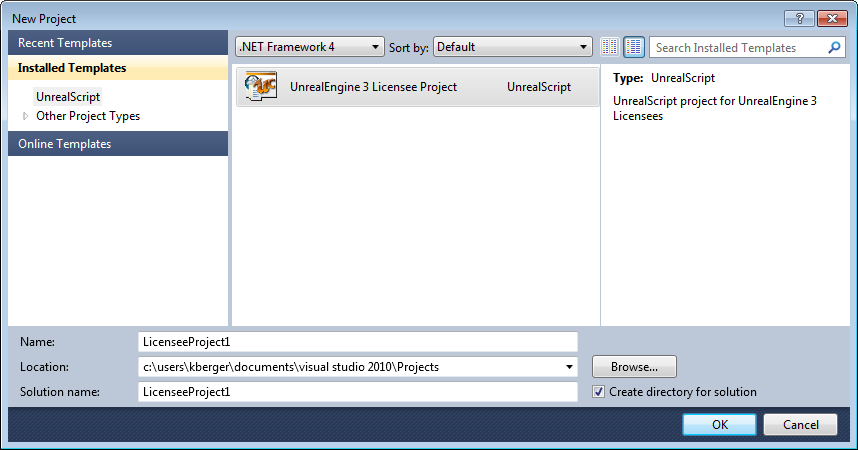 New Project
Recent Templates
Installed Templates
UnrealScript
Other Project Types
Online Templates
.NET Framework 4
Sort by: Default
Search Installed Templates
UnrealEngine 3 Licensee Project UnrealScript
Type: UnrealScript
UnrealScript project for UnrealEngine 3
Licensees
Name: LicenseeProject1
Location: c:\users\kberger\documents\visual studio 2010\Projects
Browse...
Solution name: LicenseeProject1
Create directory for solution
OK
Cancel